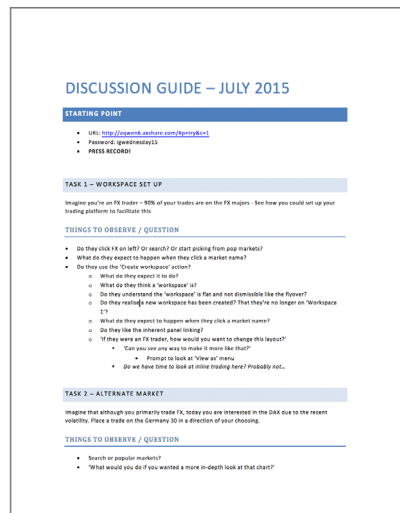 DISCUSSION GUIDE – JULY 2015
STARTING POINT
• URL: http://aqwen6.axshare.com/#p=try&c=1
• Password: igwednesday15
• PRESS RECORD!
TASK 1 – WORKSPACE SET UP
Imagine you're an FX trader – 90% of your trades are on the FX majors - See how you could set up your
trading platform to facilitate this
THINGS TO OBSERVE / QUESTION
• Do they click FX on left? Or search? Or start picking from pop markets?
• What do they expect to happen when they click a market name?
• Do they use the 'Create workspace' action?
o What do they expect it to do?
o What do they think a 'workspace' is?
o Do they understand the 'workspace' is flat and not dismissible like the flyover?
o Do they realise a new workspace has been created? That they're no longer on 'Workspace
1'?
o What do they expect to happen when they click a market name?
o Do they like the inherent panel linking?
o 'If they were an FX trader, how would you want to change this layout?'
▪ 'Can you see any way to make it more like that?'
• Prompt to look at 'View as' menu
▪ Do we have time to look at inline trading here? Probably not…
TASK 2 – ALTERNATE MARKET
Imagine that although you primarily trade FX, today you are interested in the DAX due to the recent
volatility. Place a trade on the Germany 30 in a direction of your choosing.
THINGS TO OBSERVE / QUESTION
• Search or popular markets?
• 'What would you do if you wanted a more in-depth look at that chart?'